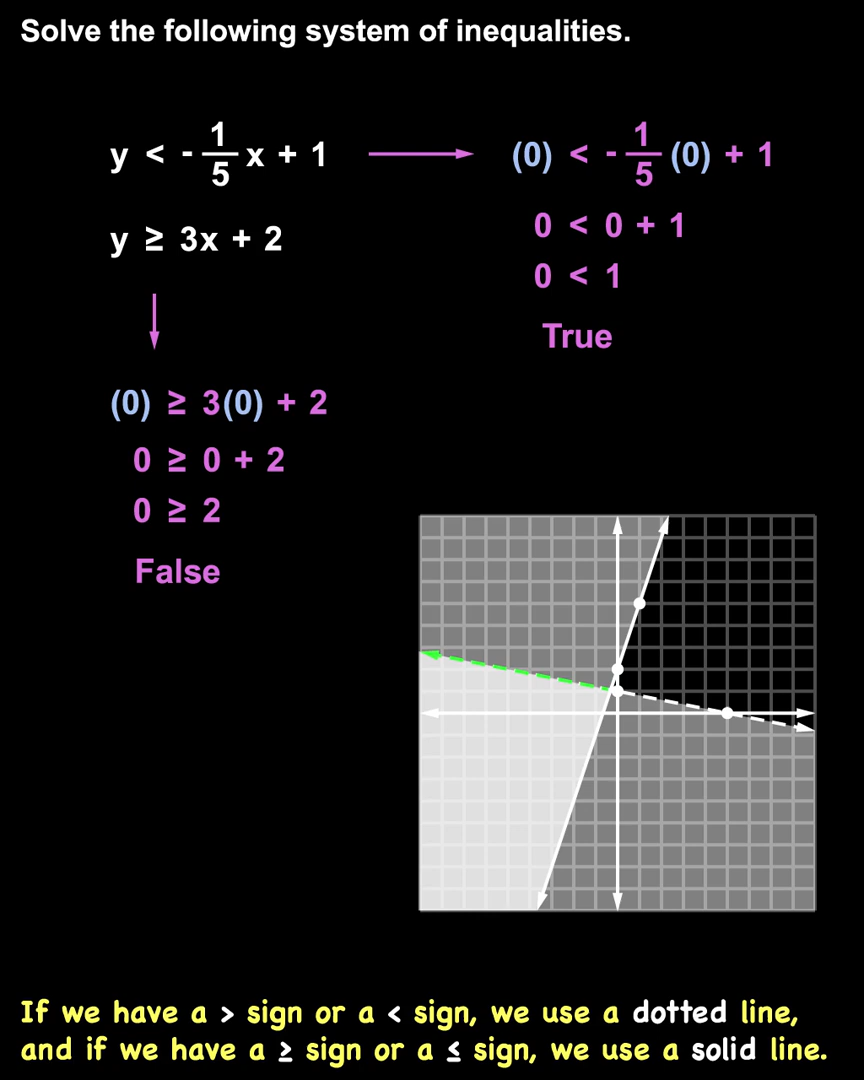 Solve the following system of inequalities.
y < -1/5x + 1
(0) < -1/5(0) + 1
y ≥ 3x + 2
0 < 0 + 1
0 < 1
True
(0) ≥ 3(0) + 2
0 ≥ 0 + 2
0 ≥ 2
False
If we have a > sign or a < sign, we use a dotted line,
and if we have a ≥ sign or a ≤ sign, we use a solid line.